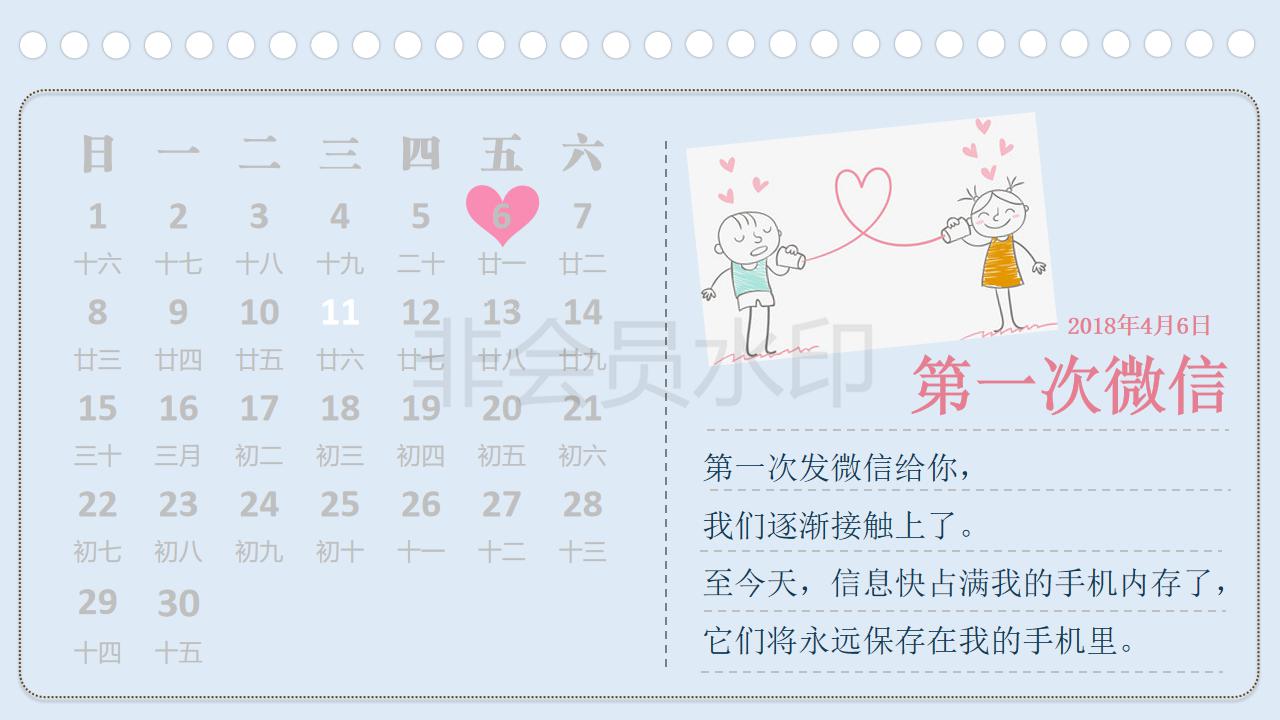 日 一 二 三 四 五 六
1 2 3 4 5 6 7
十六 十七 十八 十九 二十 廿一 廿二
8 9 10 11 12 13 14
廿三 廿四 廿五 廿六 廿七 廿八 廿九
15 16 17 18 19 20 21
三十 三月 初二 初三 初四 初五 初六
22 23 24 25 26 27 28
初七 初八 初九 初十 十一 十二 十三
29 30
十四 十五
2018年4月6日
第一次微信
第一次发微信给你，
我们逐渐接触上了。
至今天，信息快占满我的手机内存了，
它们将永远保存在我的手机里。
非会员水印